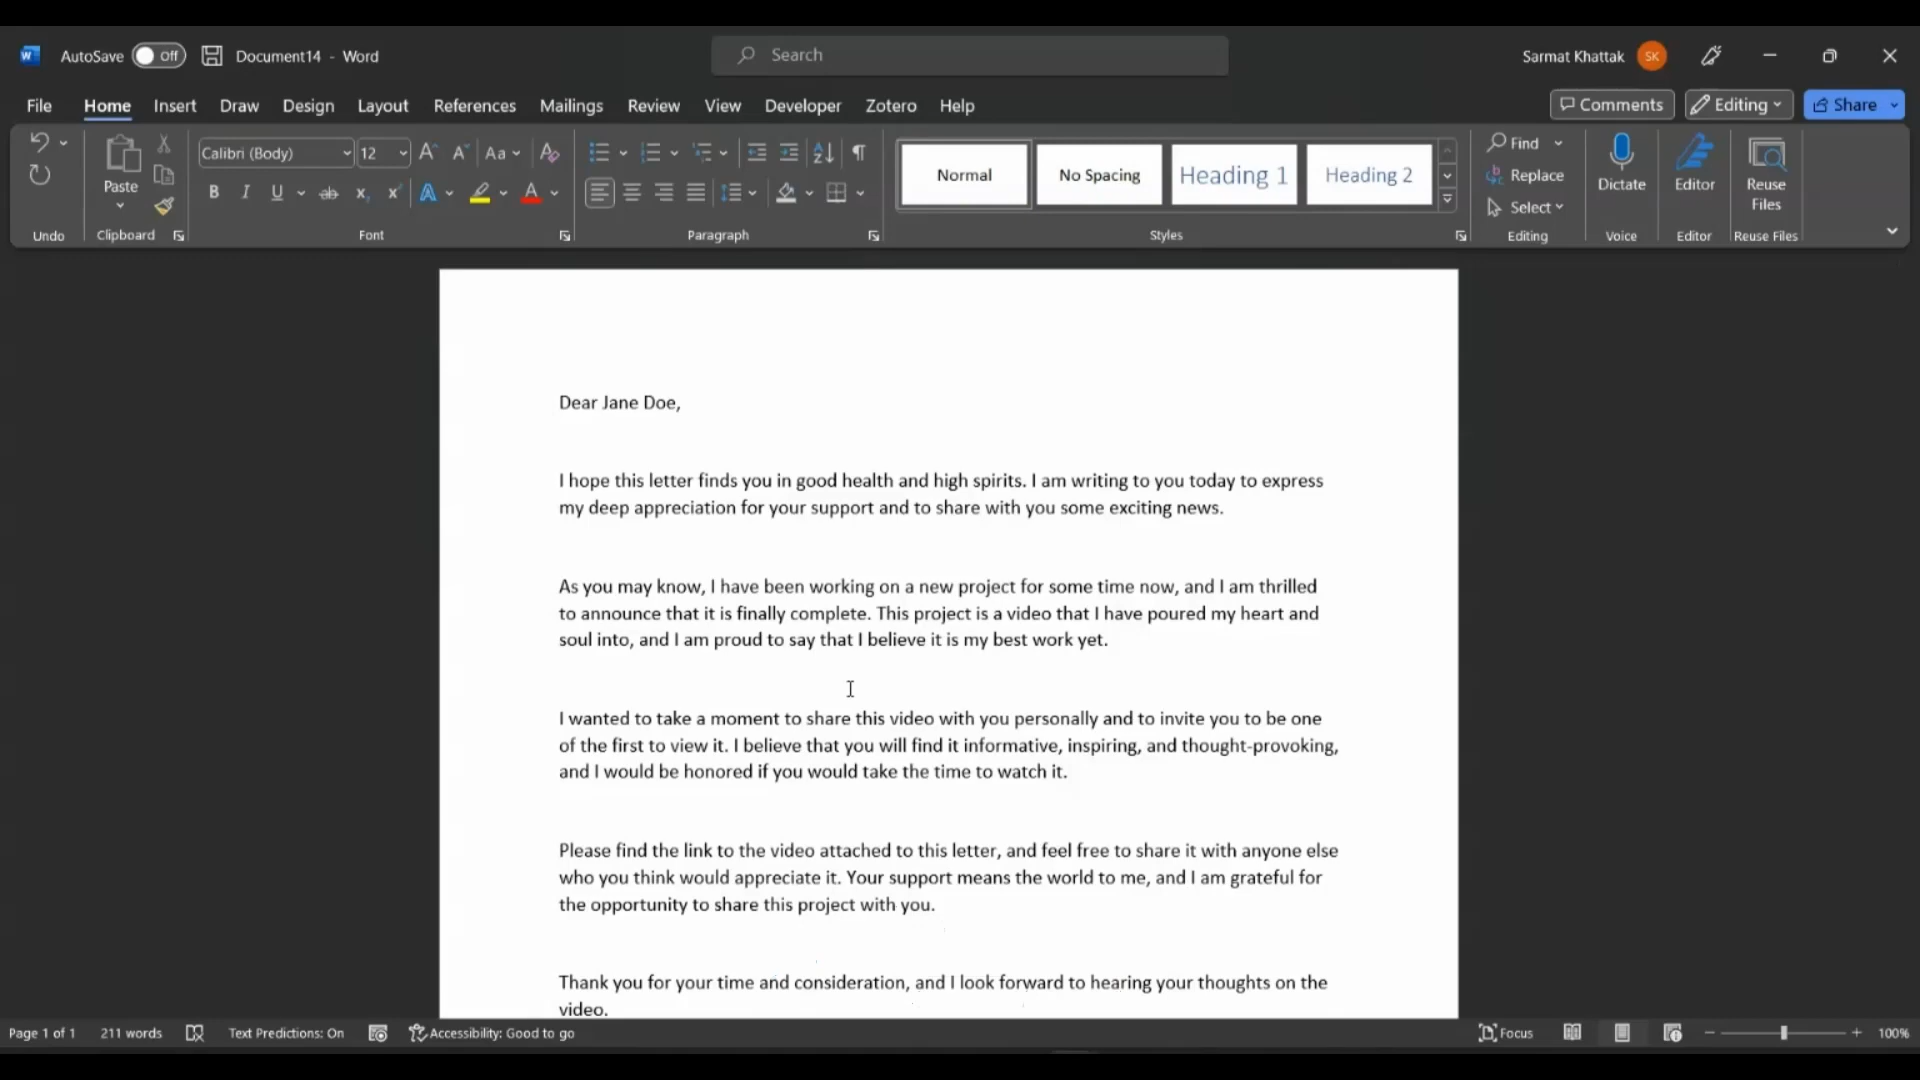 AutoSave Off Document14 - Word Search Sarmat Khattak SK
File Home Insert Draw Design Layout References Mailings Review View Developer Zotero Help Comments Editing Share
Calibri (Body) 12 Aa
Paste
B I U ab
Normal No Spacing Heading 1 Heading 2
Find
Replace
Select
Dictate Editor Reuse
Files
Undo Clipboard Font Paragraph Styles Editing Voice Editor Reuse Files
Dear Jane Doe,
I hope this letter finds you in good health and high spirits. I am writing to you today to express
my deep appreciation for your support and to share with you some exciting news.
As you may know, I have been working on a new project for some time now, and I am thrilled
to announce that it is finally complete. This project is a video that I have poured my heart and
soul into, and I am proud to say that I believe it is my best work yet.
I wanted to take a moment to share this video with you personally and to invite you to be one
of the first to view it. I believe that you will find it informative, inspiring, and thought-provoking,
and I would be honored if you would take the time to watch it.
Please find the link to the video attached to this letter, and feel free to share it with anyone else
who you think would appreciate it. Your support means the world to me, and I am grateful for
the opportunity to share this project with you.
Thank you for your time and consideration, and I look forward to hearing your thoughts on the
video.
Page 1 of 1 211 words Text Predictions: On Accessibility: Good to go Focus 100%